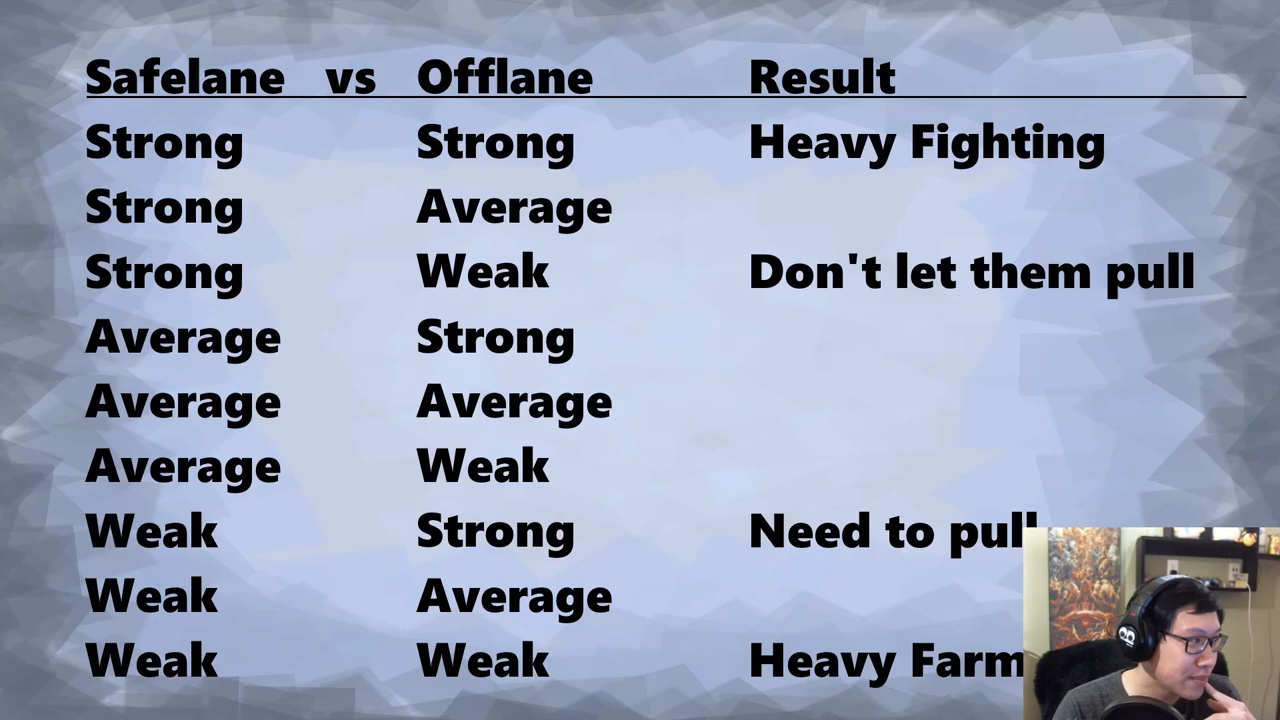 Safelane vs Offlane Result
Strong Strong Heavy Fighting
Strong Average
Strong Weak Don't let them pull
Average Strong
Average Average
Average Weak
Weak Strong Need to pull
Weak Average
Weak Weak Heavy Farm